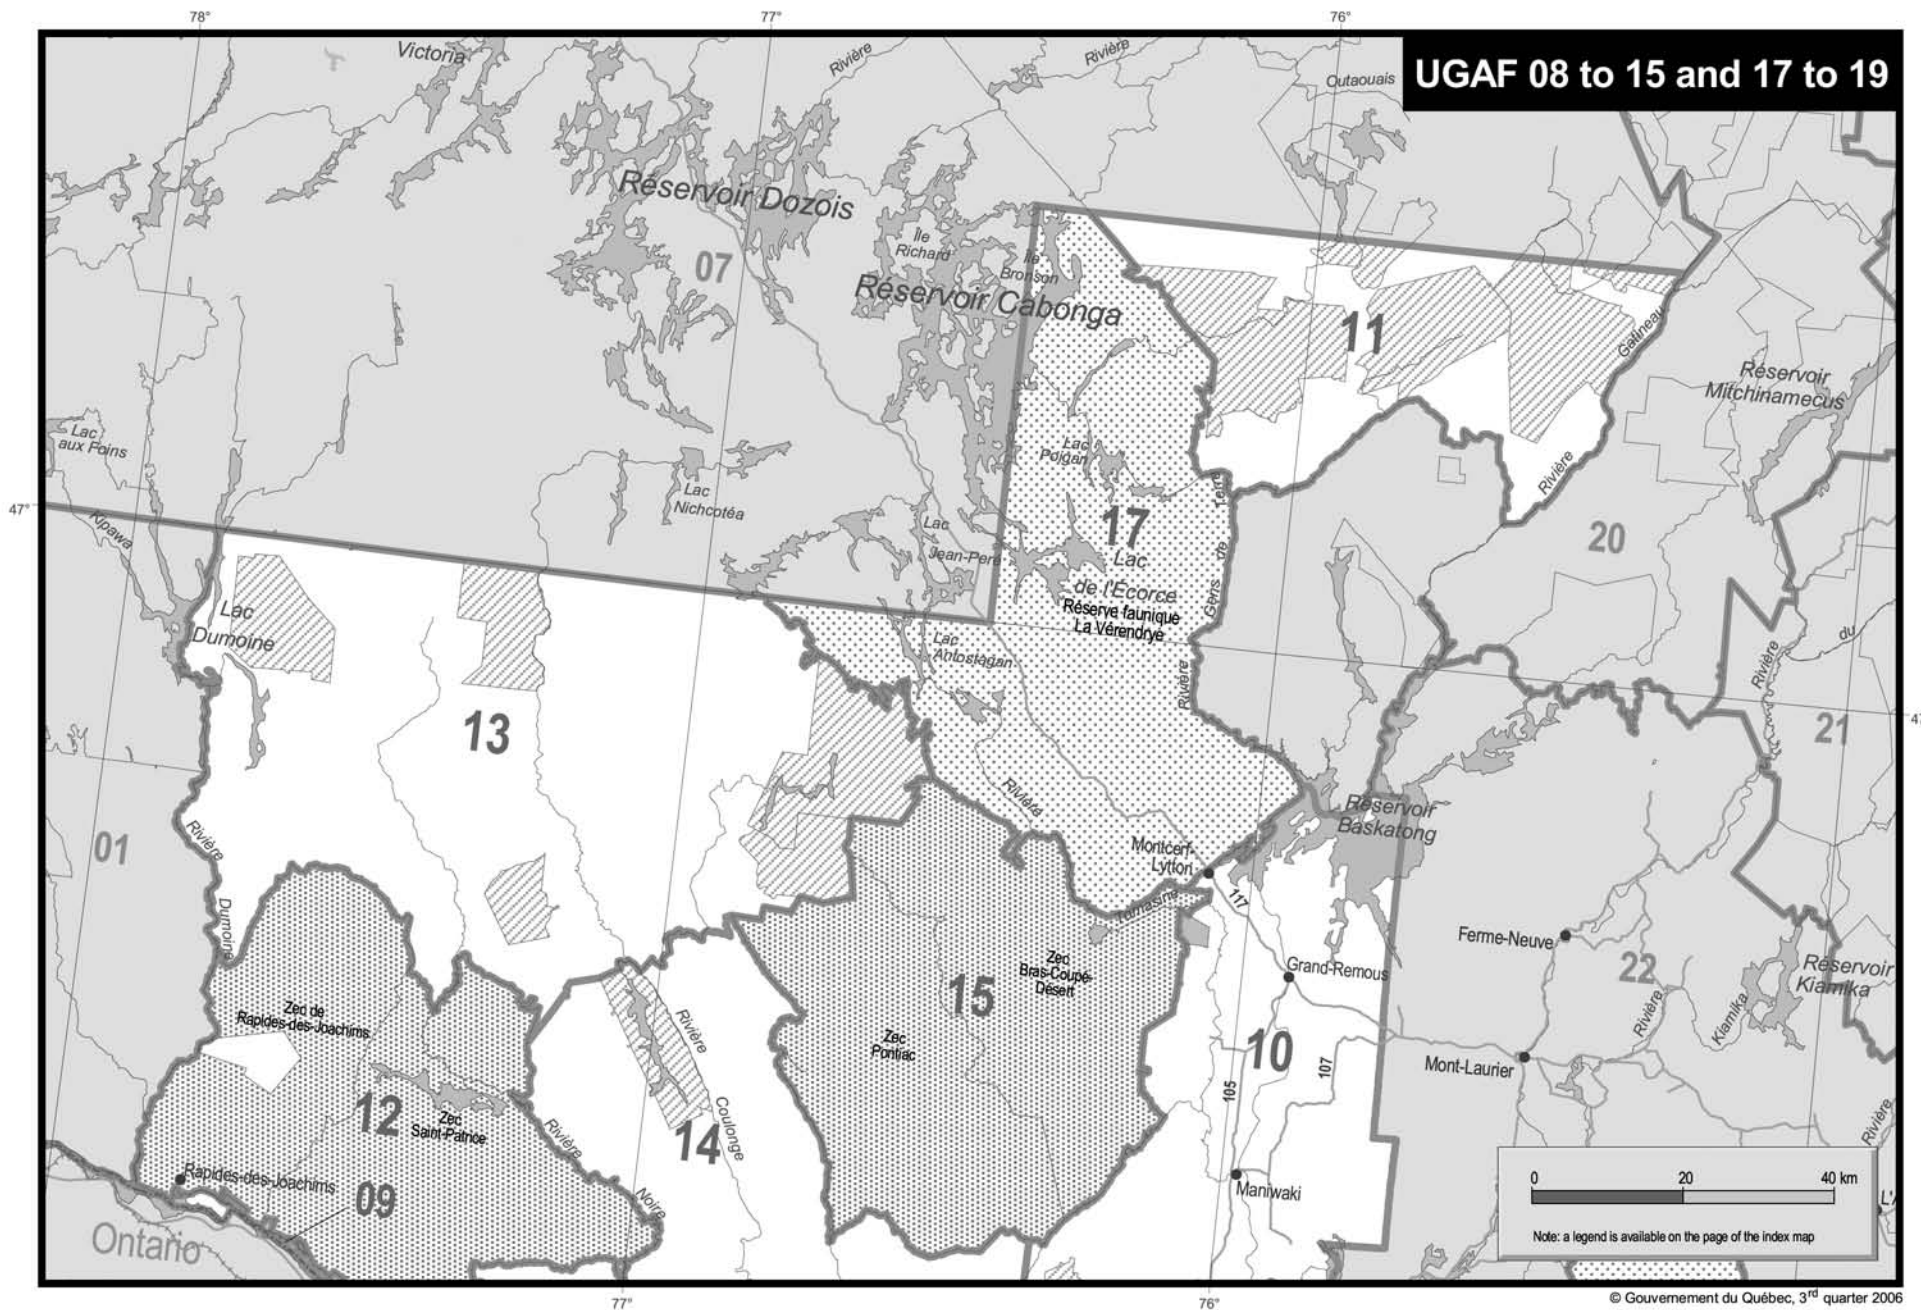 78°
77°
76°
UGAF 08 to 15 and 17 to 19
Victoria
Rivière
Rivière
Outaouais
Réservoir Dozois
07
Île
Richard
Île
Bronson
Réservoir Cabonga
11
Gatineau
Réservoir
Mitchinamecus
Lac
aux Foins
Lac
Poigan
Lac
Nichcotéa
Rivière
47°
Kipawa
Lac
Jean-Peré
17
Lac
de l'Écorce
Réserve faunique
La Vérendrye
Rivière
Gens
de
Terre
20
Lac
Dumoine
Lac
Antostagan
Rivière
du
21
47
13
Rivière
Réservoir
Baskatong
01
Rivière
Dumoine
Montcerf-
Lytton
Tomasine
117
Ferme-Neuve
22
Réservoir
Kiamika
Kiamika
Rivière
Zec
Bras-Coupé-
Désert
Grand-Remous
15
Zec de
Rapides-des-Joachims
Rivière
Zec
Pontiac
10
107
105
Mont-Laurier
12
Zec
Saint-Patrice
Rivière
Noire
14
Coulonge
Rivière
Rapides-des-Joachims
09
Maniwaki
Ontario
0 20 40 km
Note: a legend is available on the page of the index map
L'A
77°
76°
© Gouvernement du Québec, 3rd quarter 2006